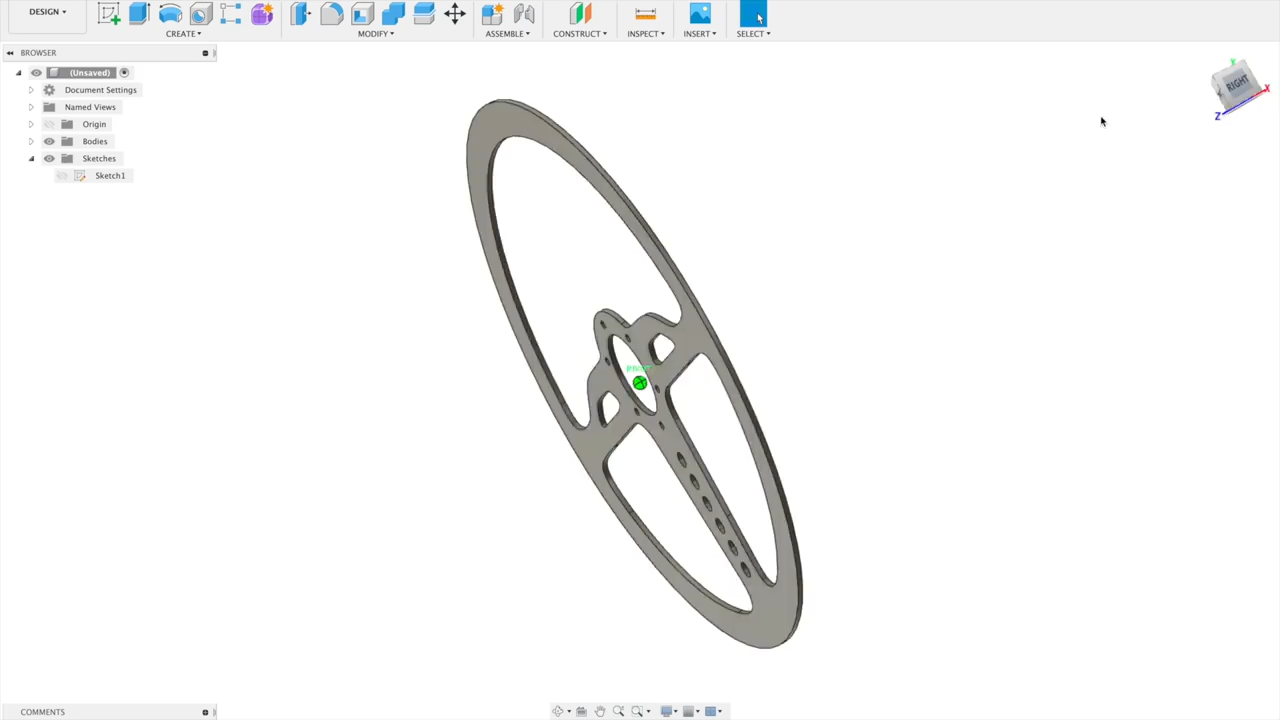 DESIGN ▾
CREATE ▾
MODIFY ▾
ASSEMBLE ▾
CONSTRUCT ▾
INSPECT ▾
INSERT ▾
SELECT ▾
BROWSER
(Unsaved)
Document Settings
Named Views
Origin
Bodies
Sketches
Sketch1
RIGHT
Y
X
Z
COMMENTS